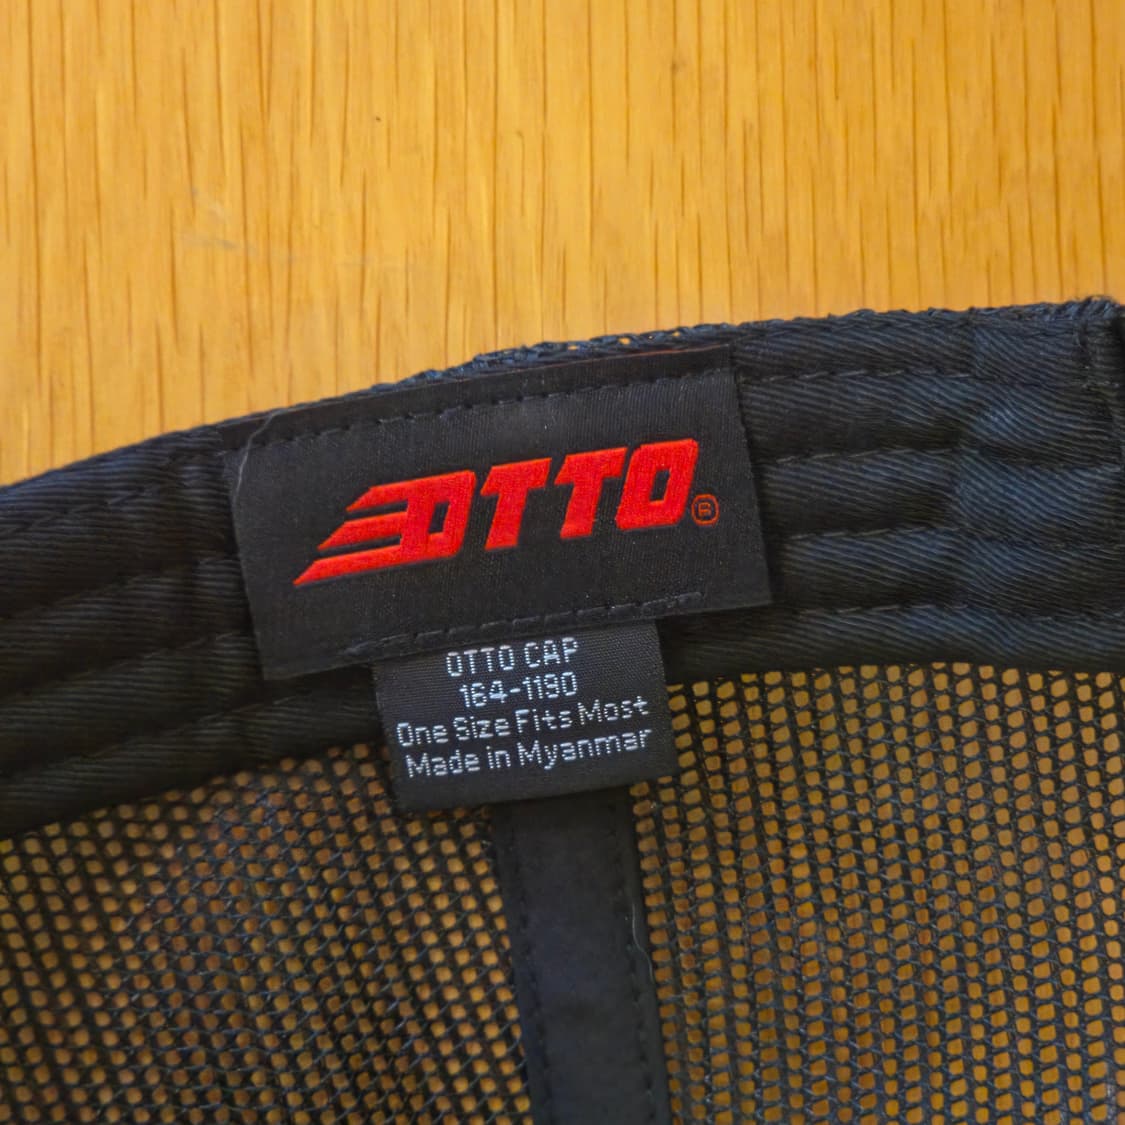 OTTO®
OTTO CAP
164-1190
One Size Fits Most
Made in Myanmar